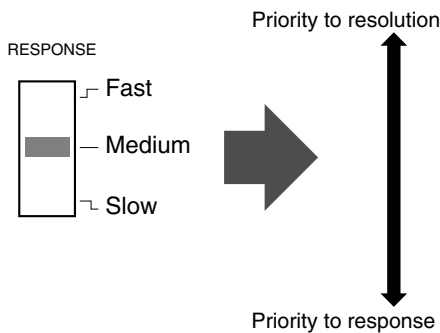 Priority to resolution
RESPONSE
Fast
Medium
Slow
Priority to response